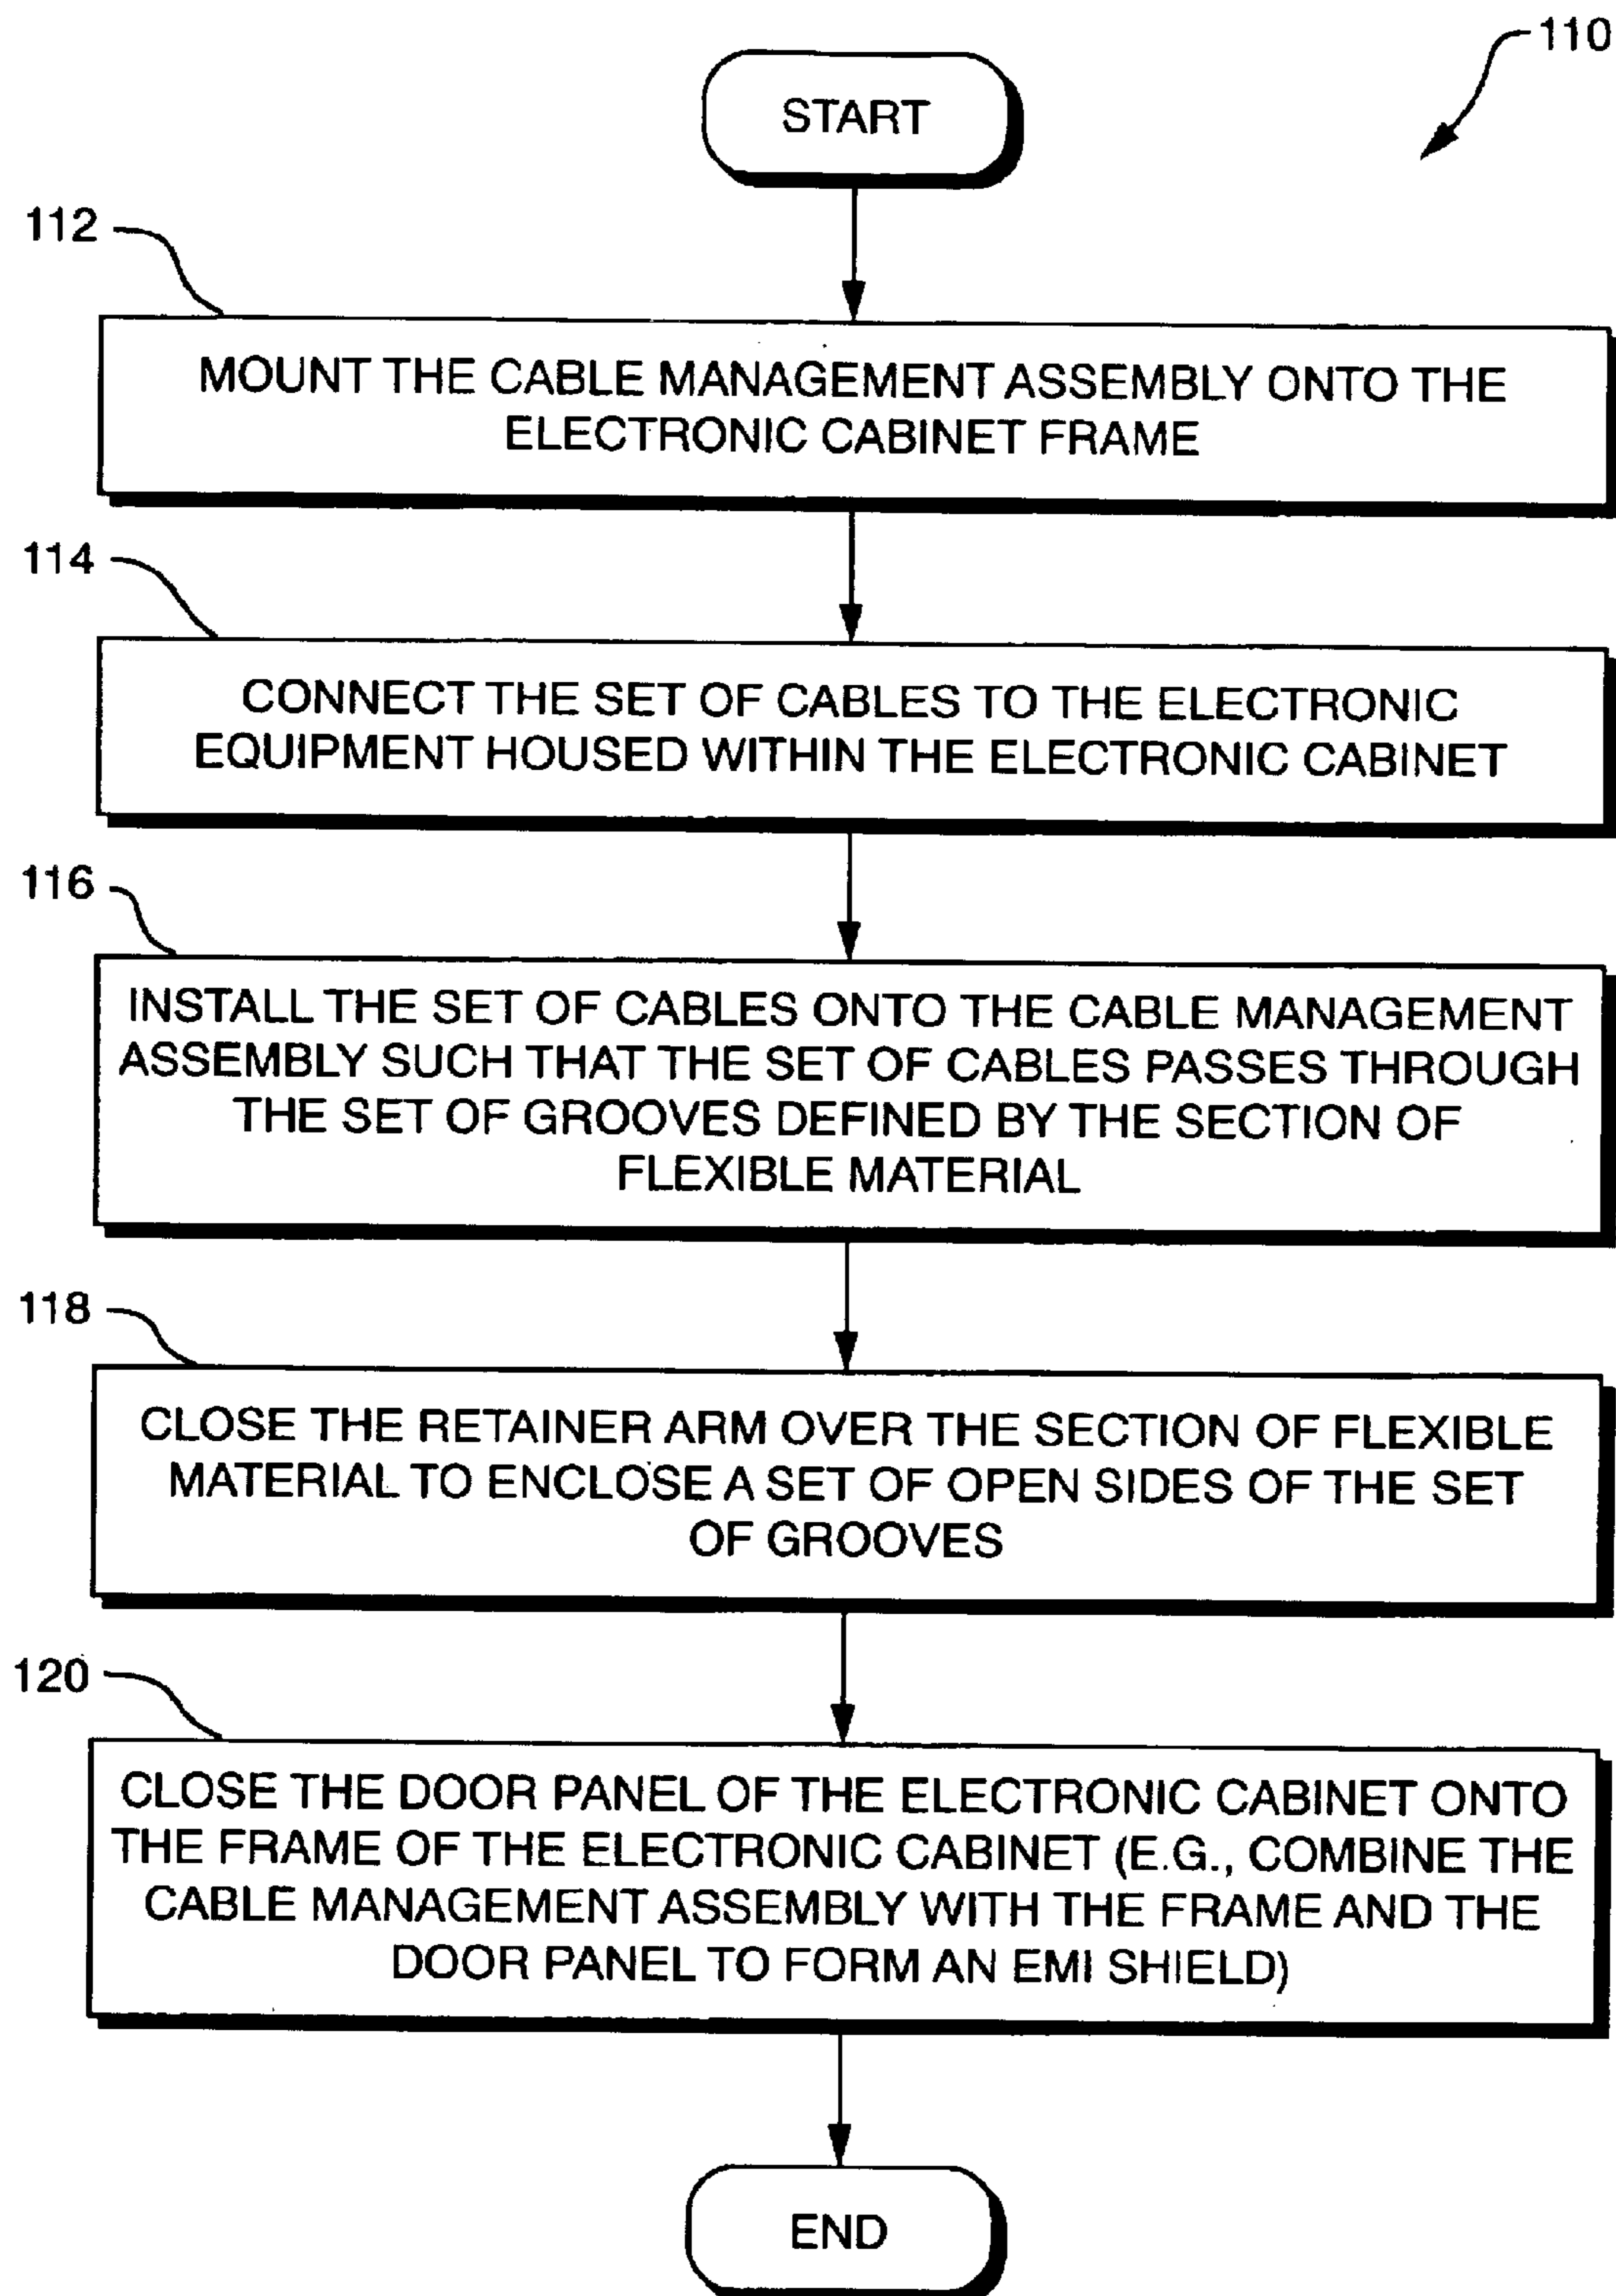 110
START
112
MOUNT THE CABLE MANAGEMENT ASSEMBLY ONTO THE
ELECTRONIC CABINET FRAME
114
CONNECT THE SET OF CABLES TO THE ELECTRONIC
EQUIPMENT HOUSED WITHIN THE ELECTRONIC CABINET
116
INSTALL THE SET OF CABLES ONTO THE CABLE MANAGEMENT
ASSEMBLY SUCH THAT THE SET OF CABLES PASSES THROUGH
THE SET OF GROOVES DEFINED BY THE SECTION OF
FLEXIBLE MATERIAL
118
CLOSE THE RETAINER ARM OVER THE SECTION OF FLEXIBLE
MATERIAL TO ENCLOSE A SET OF OPEN SIDES OF THE SET
OF GROOVES
120
CLOSE THE DOOR PANEL OF THE ELECTRONIC CABINET ONTO
THE FRAME OF THE ELECTRONIC CABINET (E.G., COMBINE THE
CABLE MANAGEMENT ASSEMBLY WITH THE FRAME AND THE
DOOR PANEL TO FORM AN EMI SHIELD)
END